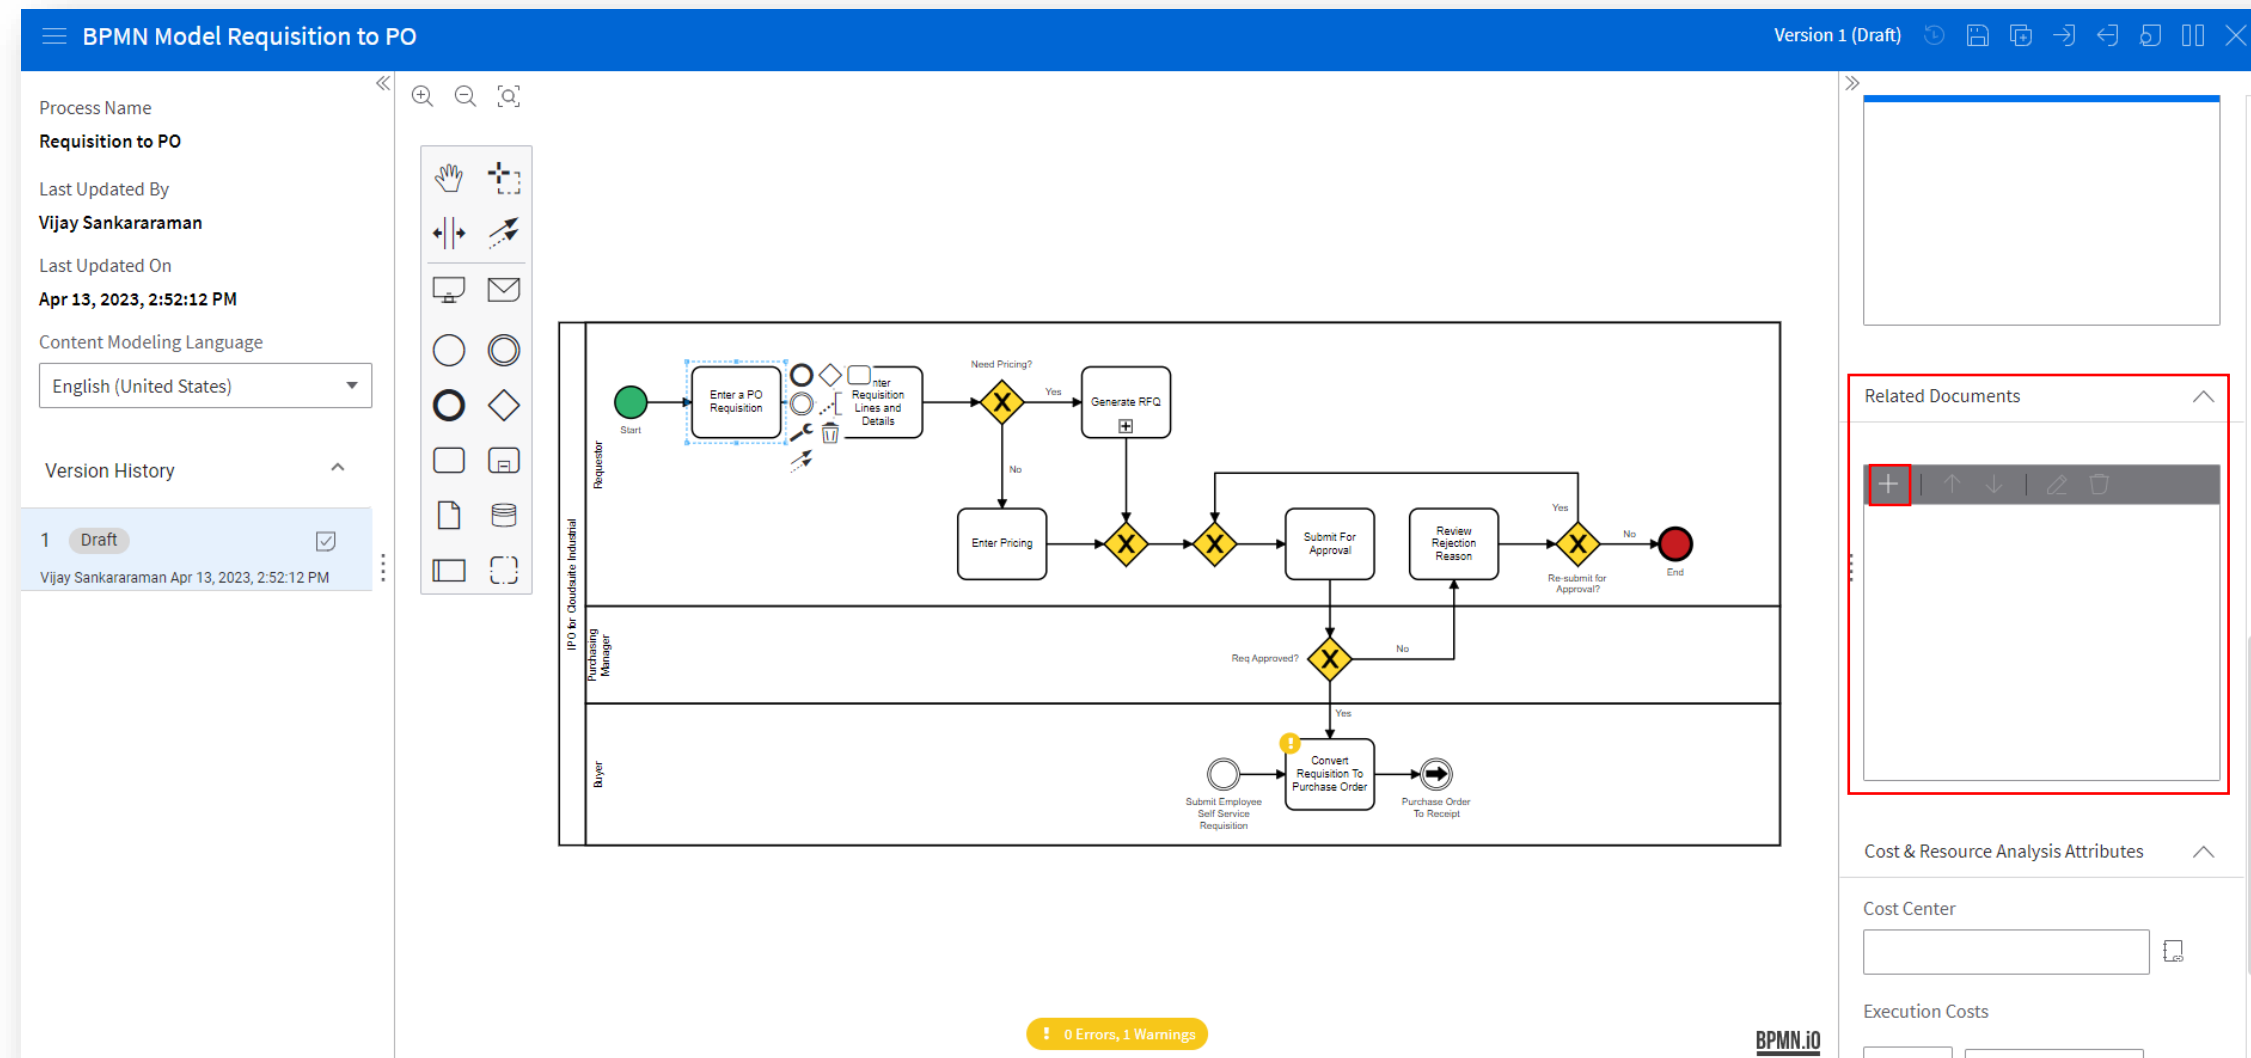 BPMN Model Requisition to PO
Version 1 (Draft)
Process Name
Requisition to PO
Last Updated By
Vijay Sankararaman
Last Updated On
Apr 13, 2023, 2:52:12 PM
Content Modeling Language
English (United States)
Version History
1 Draft
Vijay Sankararaman Apr 13, 2023, 2:52:12 PM
IPO for Cloudsuite Industrial
Requestor
Start
Enter a PO
Requisition
Requisition
Lines and
Details
Need Pricing?
Yes
Generate RFQ
No
Enter Pricing
Submit For
Approval
Review
Rejection
Reason
Yes
No
Re-submit for
Approval?
End
Purchasing
Manager
Req Approved?
No
Yes
Buyer
Submit Employee
Self Service
Requisition
Convert
Requisition To
Purchase Order
Purchase Order
To Receipt
0 Errors, 1 Warnings
BPMN.iO
Related Documents
Cost & Resource Analysis Attributes
Cost Center
Execution Costs